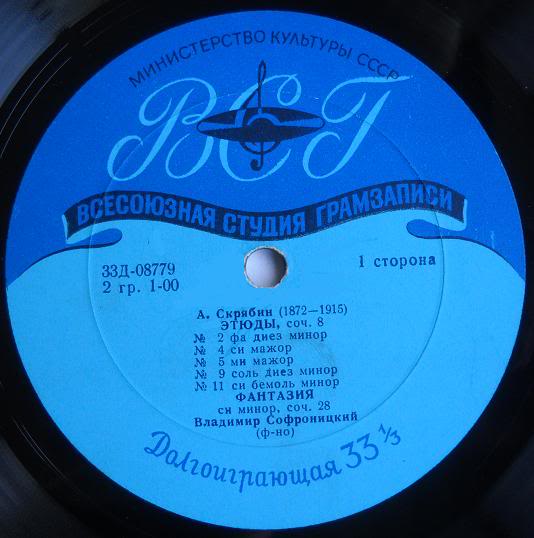 МИНИСТЕРСТВО КУЛЬТУРЫ СССР
ВСГ
ВСЕСОЮЗНАЯ СТУДИЯ ГРАМЗАПИСИ
33Д-08779
2 гр. 1-00
1 сторона
А. Скрябин (1872—1915)
ЭТЮДЫ, соч. 8
№ 2 фа диез минор
№ 4 си мажор
№ 5 ми мажор
№ 9 соль диез минор
№ 11 си бемоль минор
ФАНТАЗИЯ
си минор, соч. 28
Владимир Софроницкий
(ф-но)
Долгоиграющая 33 1/3